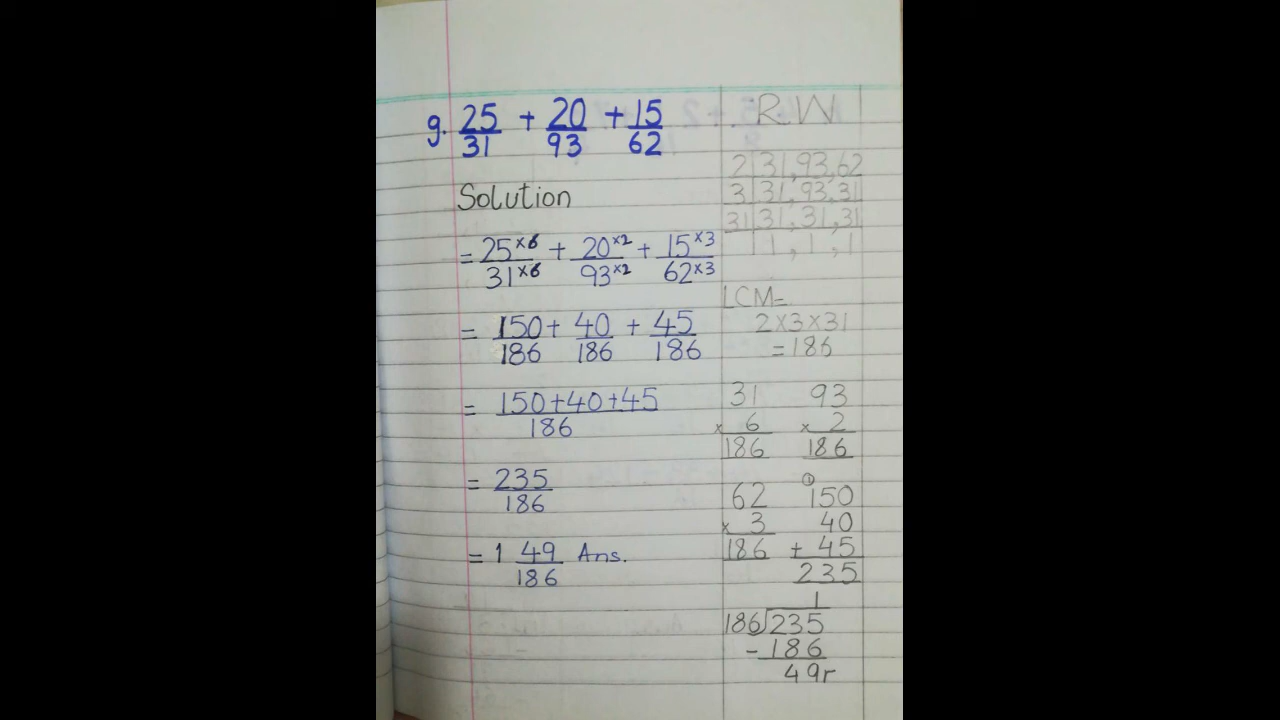 g. 25/31 + 20/93 + 15/62
Solution
= 25×6/31×6 + 20×2/93×2 + 15×3/62×3
= 150/186 + 40/186 + 45/186
= 150+40+45/186
= 235/186
= 1 49/186 Ans.
R.W
2|31,93,62
3|31,93,31
31|31,31,31
1,1,1
LCM=
2×3×31
=186
31 93
× 6 × 2
186 186
62 150
× 3 40
186 + 45
235
1
186)235
-186
49r